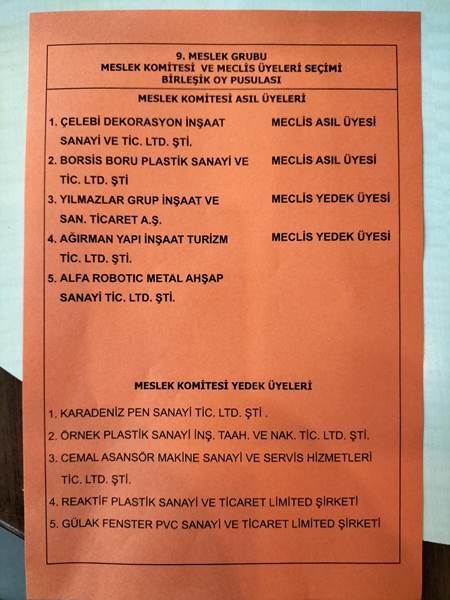 9. MESLEK GRUBU
MESLEK KOMİTESİ VE MECLİS ÜYELERİ SEÇİMİ
BİRLEŞİK OY PUSULASI
MESLEK KOMİTESİ ASIL ÜYELERİ
1. ÇELEBİ DEKORASYON İNŞAAT MECLİS ASIL ÜYESİ
SANAYİ VE TİC. LTD. ŞTİ.
2. BORSİS BORU PLASTİK SANAYİ VE MECLİS ASIL ÜYESİ
TİC. LTD. ŞTİ
3. YILMAZLAR GRUP İNŞAAT VE MECLİS YEDEK ÜYESİ
SAN. TİCARET A.Ş.
4. AĞIRMAN YAPI İNŞAAT TURİZM MECLİS YEDEK ÜYESİ
TİC. LTD. ŞTİ.
5. ALFA ROBOTIC METAL AHŞAP
SANAYİ TİC. LTD. ŞTİ.
MESLEK KOMİTESİ YEDEK ÜYELERİ
1. KARADENİZ PEN SANAYİ TİC. LTD. ŞTİ .
2. ÖRNEK PLASTİK SANAYİ İNŞ. TAAH. VE NAK. TİC. LTD. ŞTİ.
3. CEMAL ASANSÖR MAKİNE SANAYİ VE SERVİS HİZMETLERİ
TİC. LTD. ŞTİ.
4. REAKTİF PLASTİK SANAYİ VE TİCARET LİMİTED ŞİRKETİ
5. GÜLAK FENSTER PVC SANAYİ VE TİCARET LİMİTED ŞİRKETİ